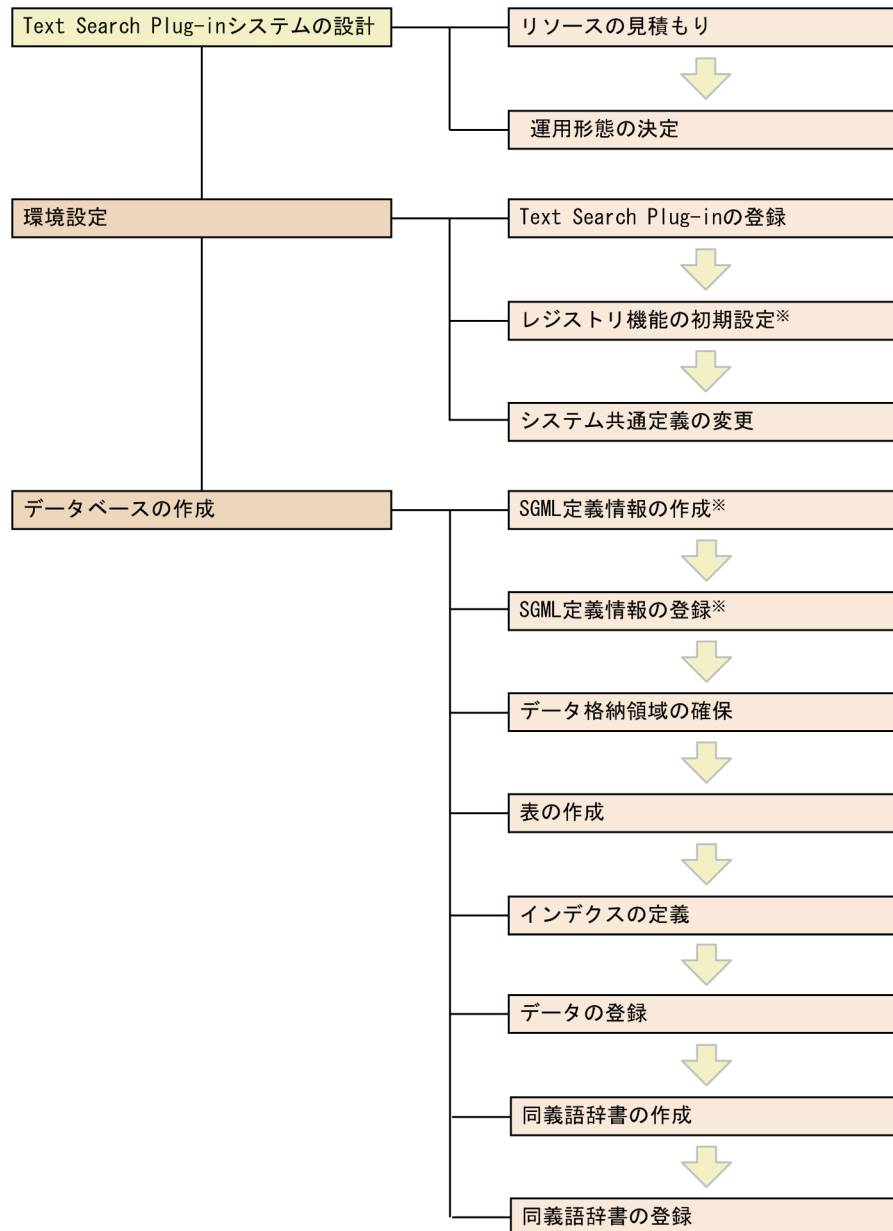 Text Search Plug-inシステムの設計
リソースの見積もり
運用形態の決定
環境設定
Text Search Plug-inの登録
レジストリ機能の初期設定※
システム共通定義の変更
データベースの作成
SGML定義情報の作成※
SGML定義情報の登録※
データ格納領域の確保
表の作成
インデクスの定義
データの登録
同義語辞書の作成
同義語辞書の登録